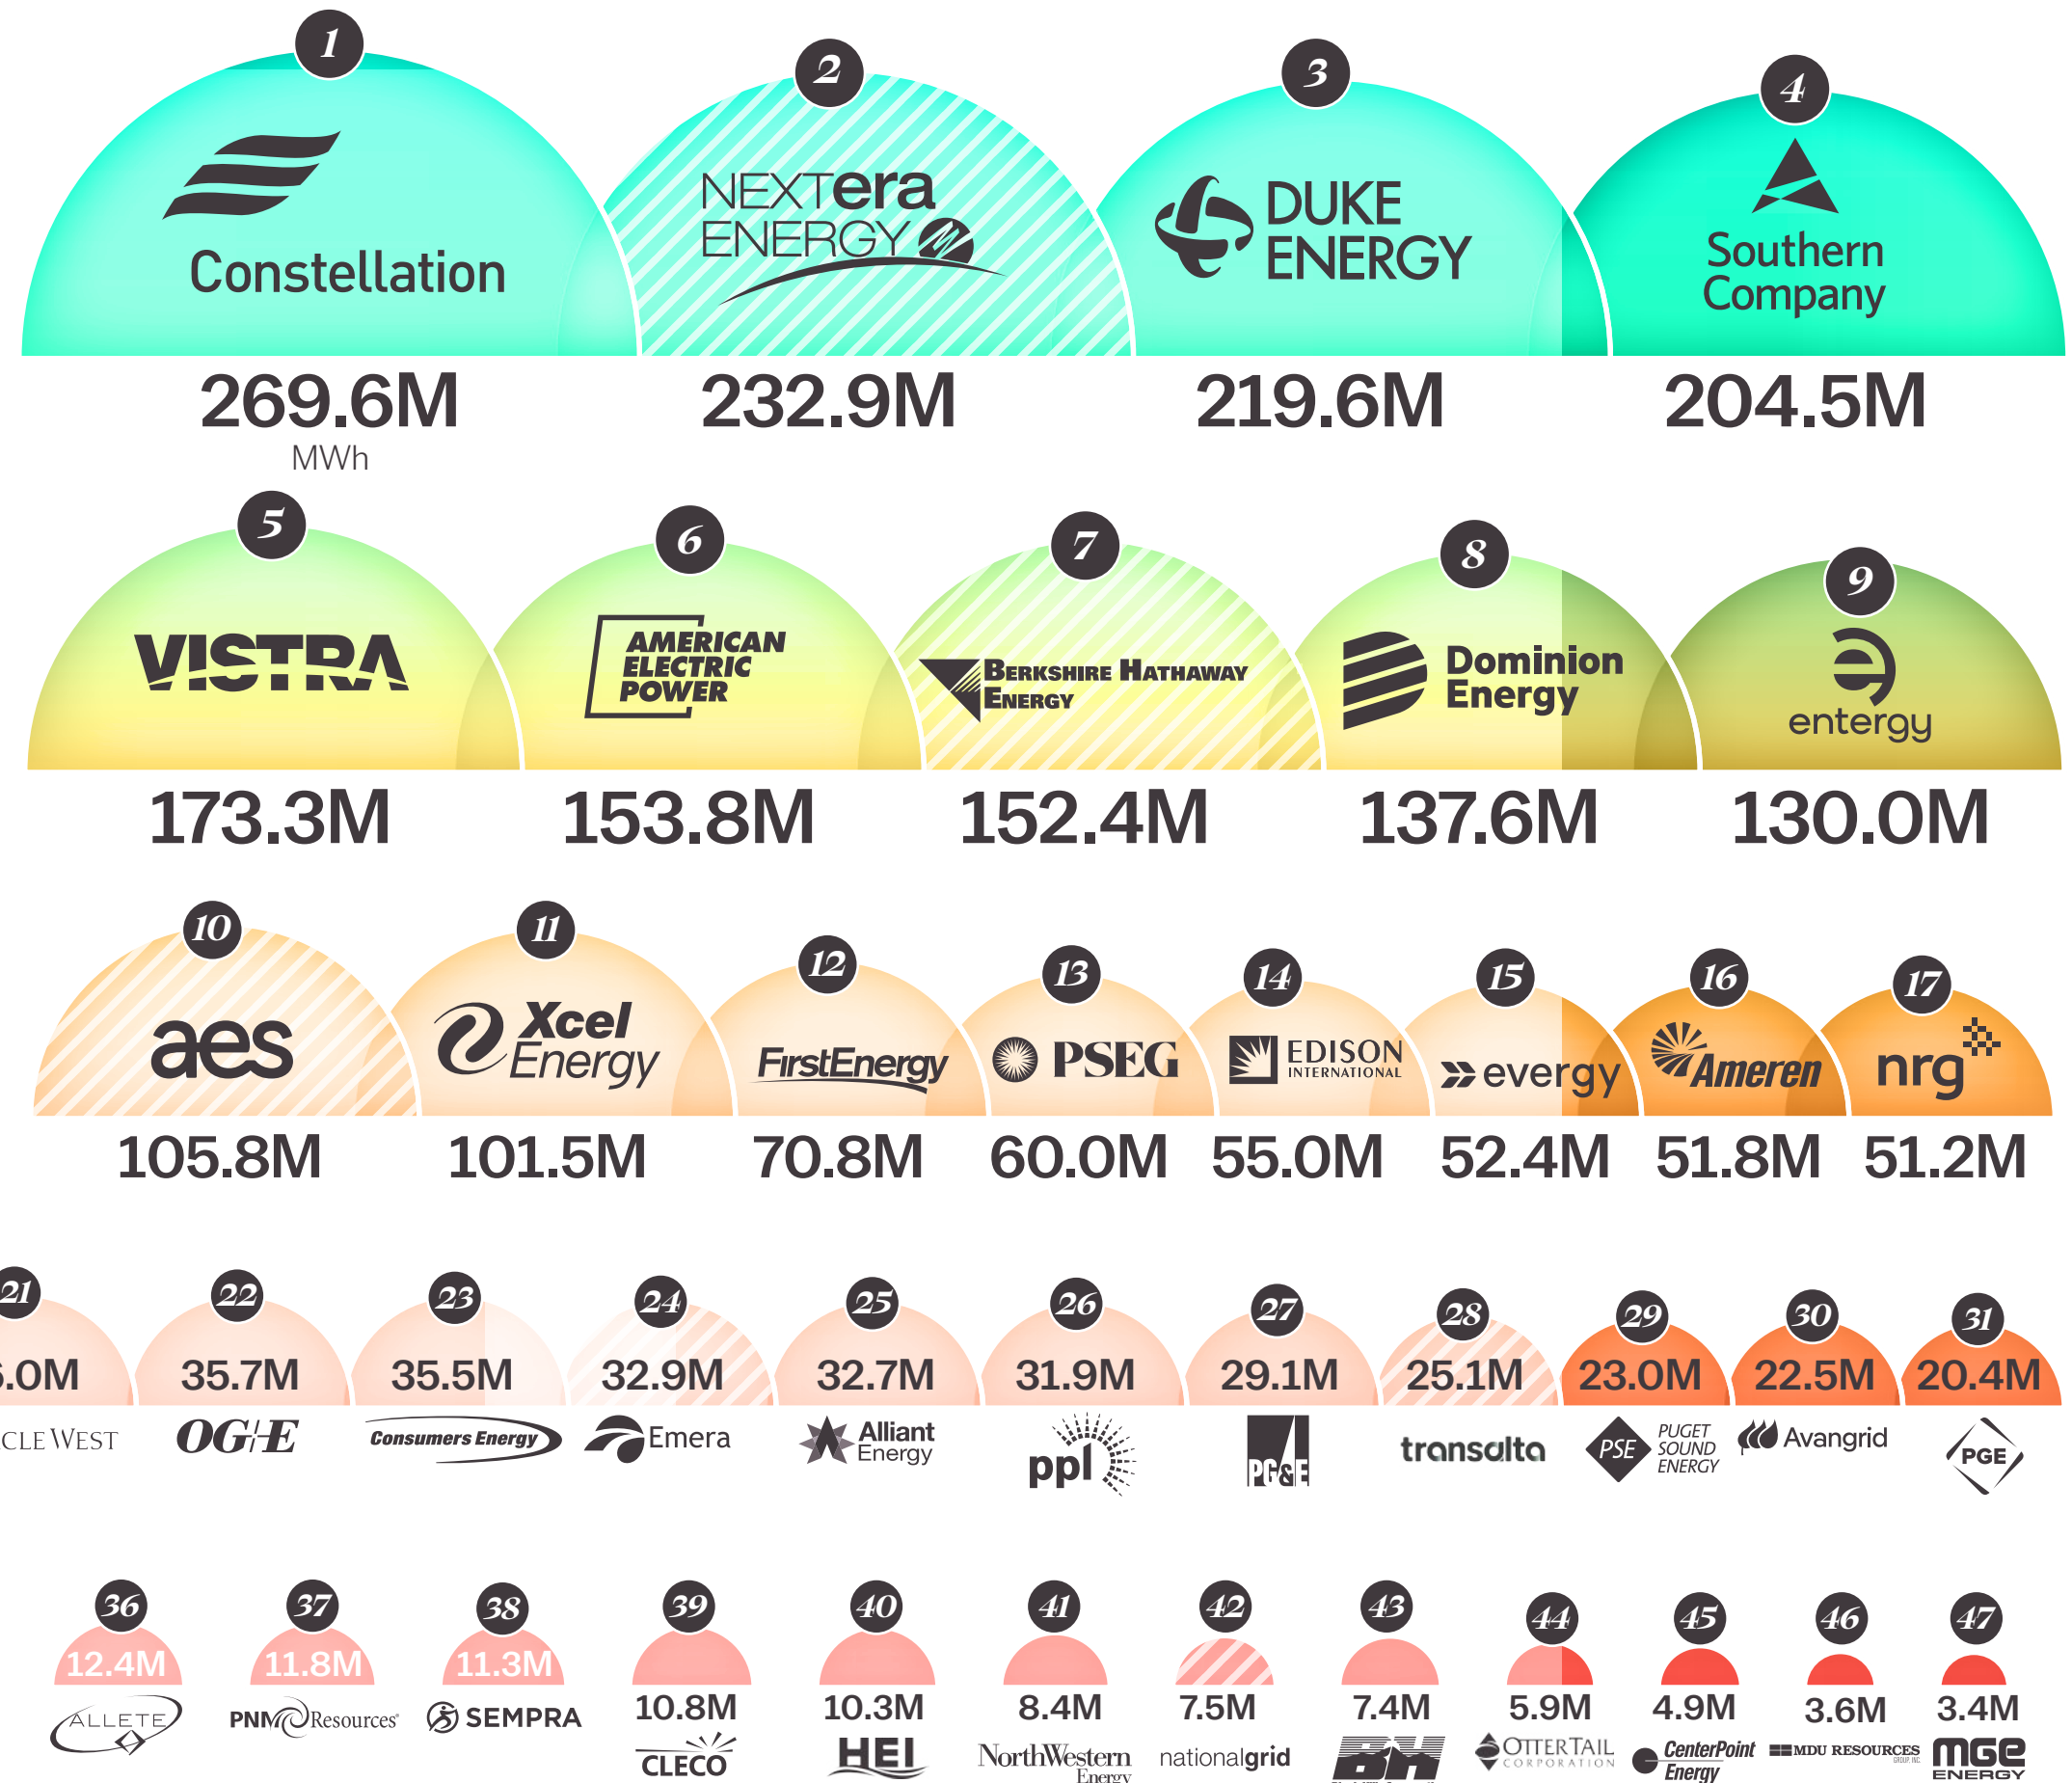 1 2 3 4
Constellation
NEXTera
ENERGY
DUKE
ENERGY
Southern
Company
269.6M 232.9M 219.6M 204.5M
MWh
5 6 7 8 9
VISTRA
AMERICAN
ELECTRIC
POWER
BERKSHIRE HATHAWAY
ENERGY
Dominion
Energy
entergy
173.3M 153.8M 152.4M 137.6M 130.0M
10 11 12 13 14 15 16 17
aes
Xcel
Energy
FirstEnergy
PSEG
EDISON
INTERNATIONAL
evergy
Ameren
nrg
105.8M 101.5M 70.8M 60.0M 55.0M 52.4M 51.8M 51.2M
21 22 23 24 25 26 27 28 29 30 31
.0M 35.7M 35.5M 32.9M 32.7M 31.9M 29.1M 25.1M 23.0M 22.5M 20.4M
CLE WEST
OG+E
Consumers Energy
Emera
Alliant
Energy
ppl
PG&E
transalta
PSE
PUGET
SOUND
ENERGY
Avangrid
PGE
36 37 38 39 40 41 42 43 44 45 46 47
12.4M 11.8M 11.3M
10.8M 10.3M 8.4M 7.5M 7.4M 5.9M 4.9M 3.6M 3.4M
ALLETE
PNM Resources
SEMPRA
CLECO
HEI
NorthWestern
Energy
nationalgrid
BH
OTTERTAIL
CORPORATION
CenterPoint
Energy
MDU RESOURCES
GROUP, INC.
mGe
ENERGY